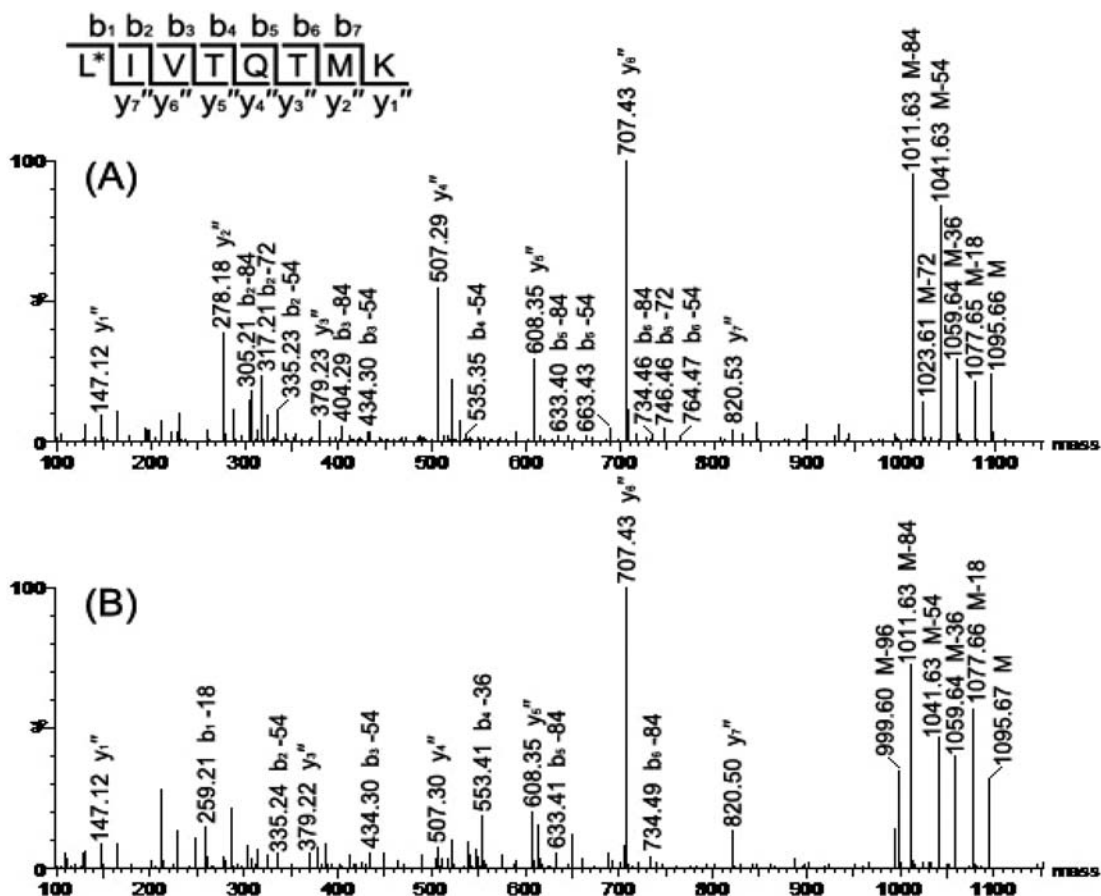 b₁ b₂ b₃ b₄ b₅ b₆ b₇
L* I V T Q T M K
y₇" y₆" y₅" y₄" y₃" y₂" y₁"
(A)
100
%
0
147.12 y₁"
278.18 y₂"
305.21 b₂-84
317.21 b₂-72
335.23 b₂-54
379.23 y₃"
404.29 b₃-84
434.30 b₃-54
507.29 y₄"
535.35 b₄-54
608.35 y₅"
633.40 b₅-84
663.43 b₅-54
707.43 y₆"
734.46 b₆-84
746.46 b₆-72
764.47 b₆-54
820.53 y₇"
1011.63 M-84
1023.61 M-72
1041.63 M-54
1059.64 M-36
1077.65 M-18
1095.66 M
100 200 300 400 500 600 700 800 900 1000 1100 mass
(B)
100
%
0
147.12 y₁"
259.21 b₁-18
335.24 b₂-54
379.22 y₃"
434.30 b₃-54
507.30 y₄"
553.41 b₄-36
608.35 y₅"
633.41 b₅-84
707.43 y₆"
734.49 b₆-84
820.50 y₇"
999.60 M-96
1011.63 M-84
1041.63 M-54
1059.64 M-36
1077.66 M-18
1095.67 M
100 200 300 400 500 600 700 800 900 1000 1100 mass